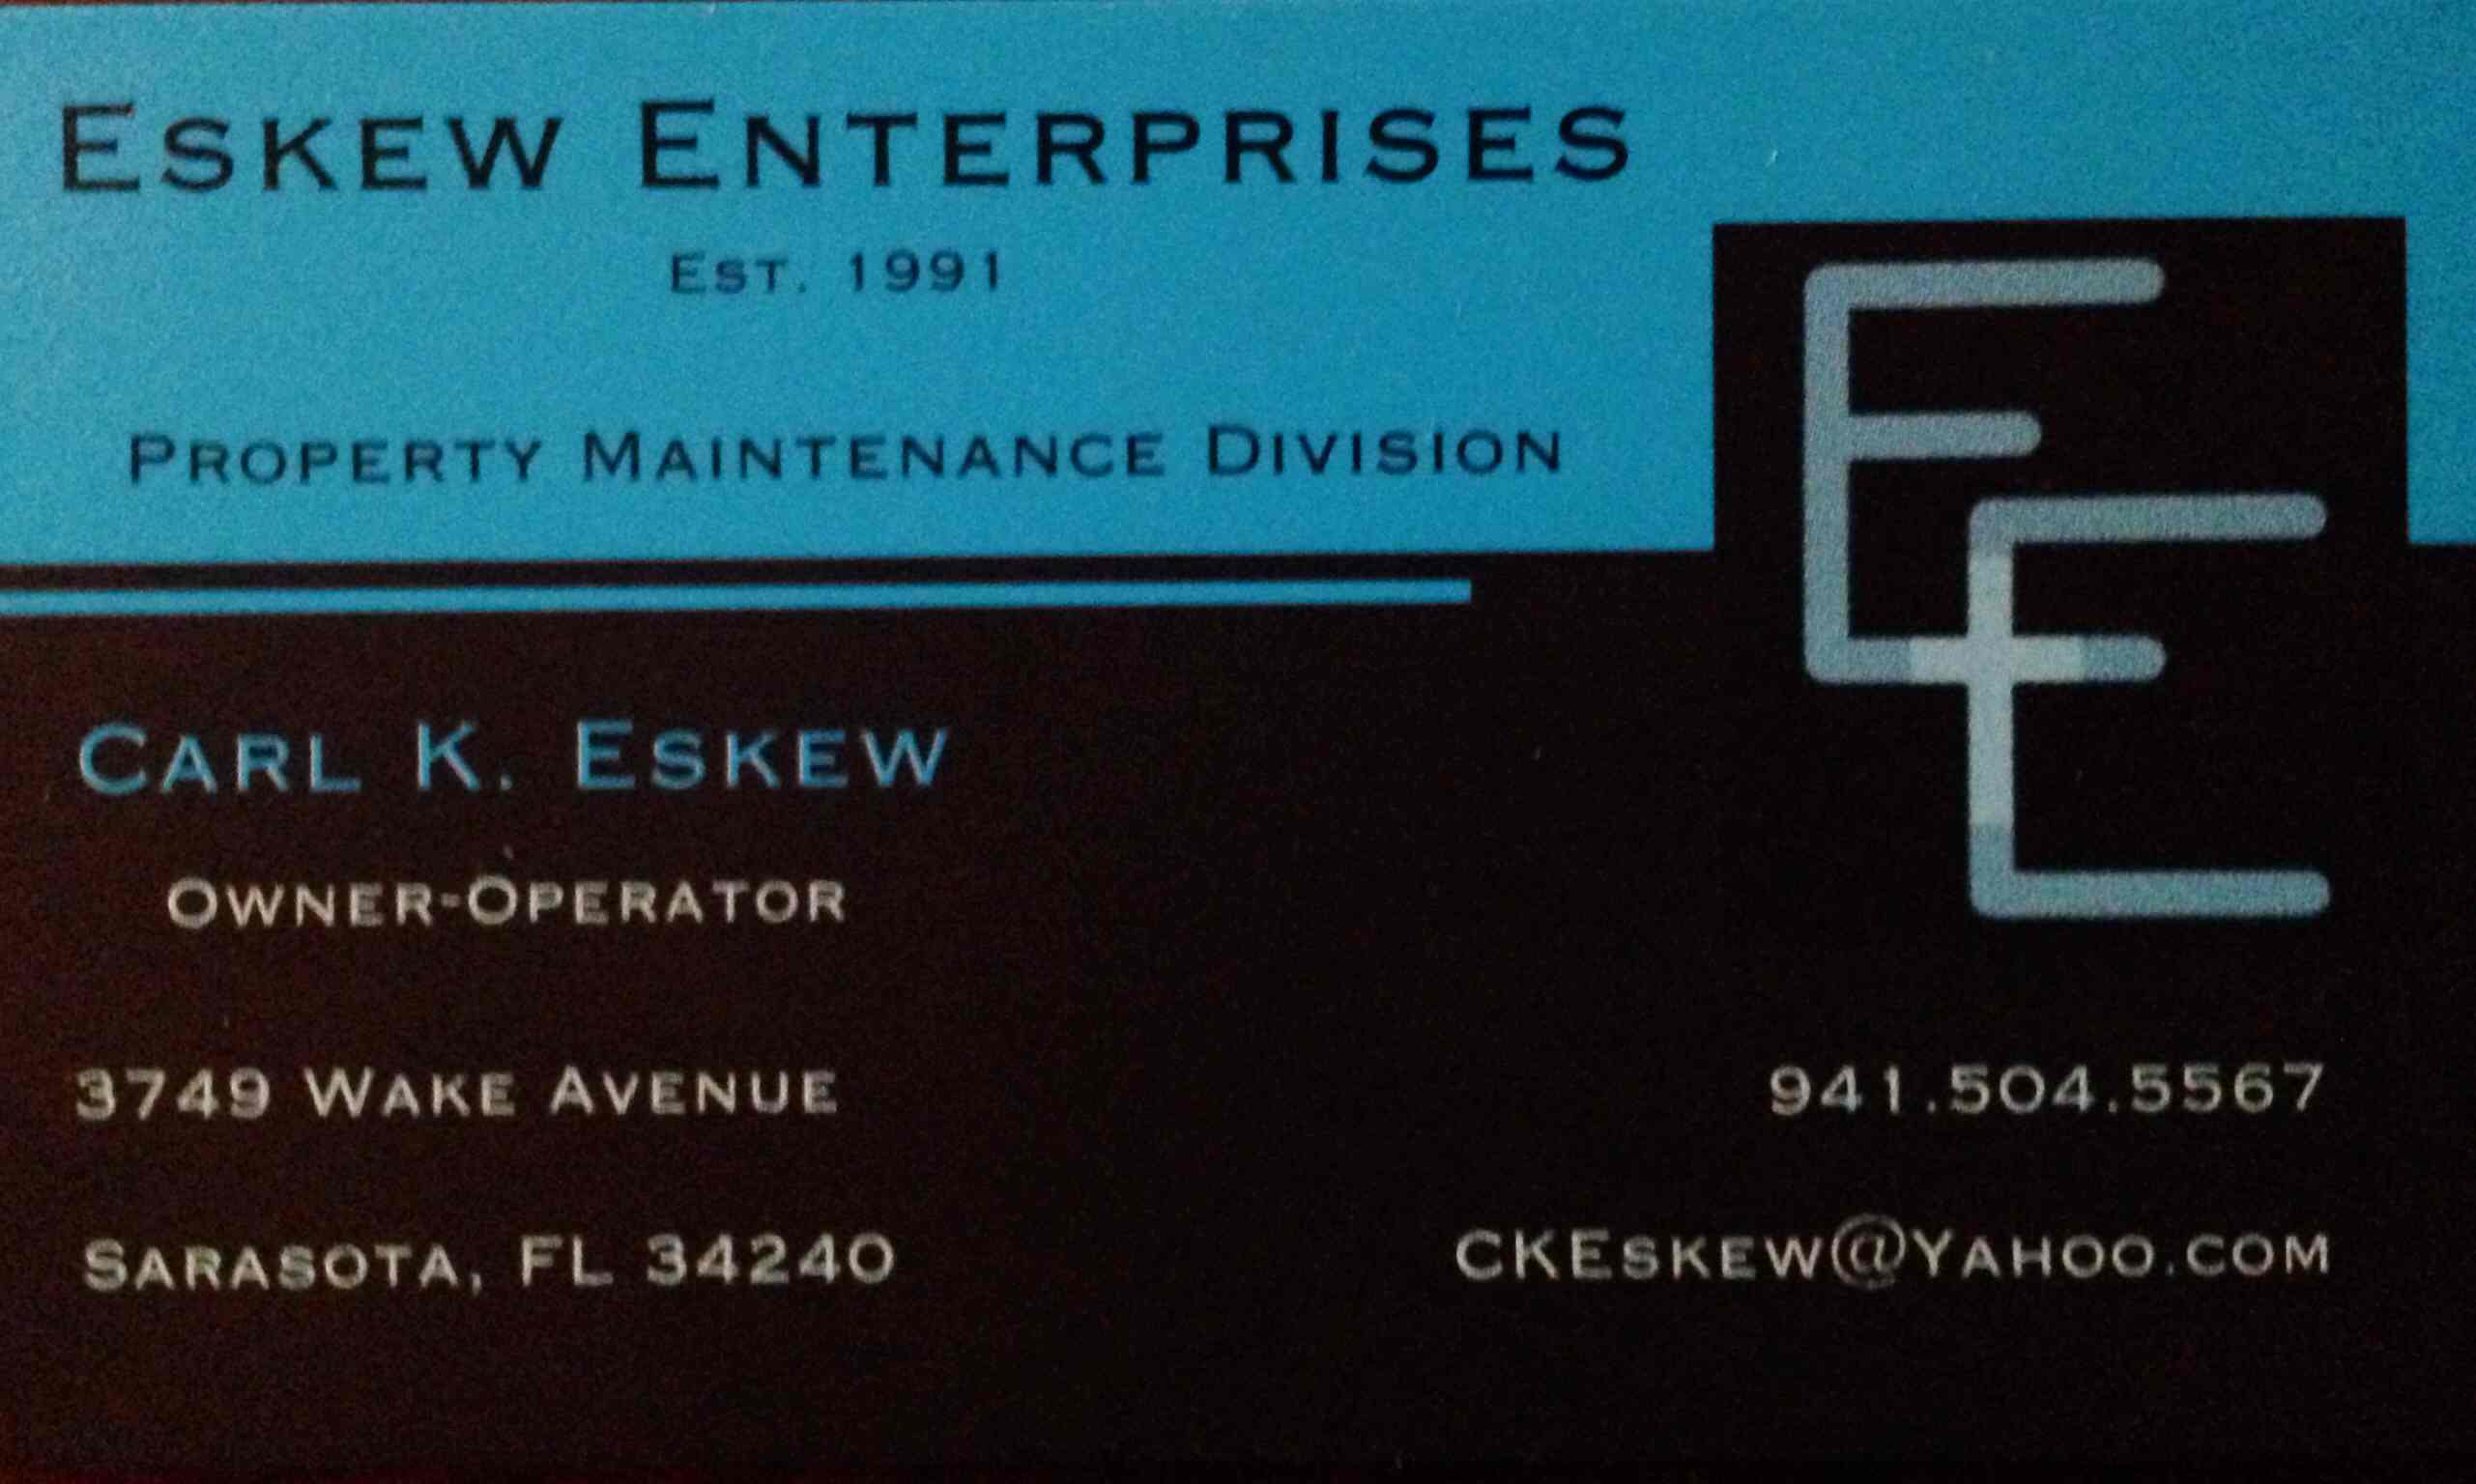 Eskew Enterprises
Est. 1991
Property Maintenance Division
EE
Carl K. Eskew
Owner-Operator
3749 Wake Avenue
Sarasota, FL 34240
941.504.5567
CKEskew@Yahoo.com